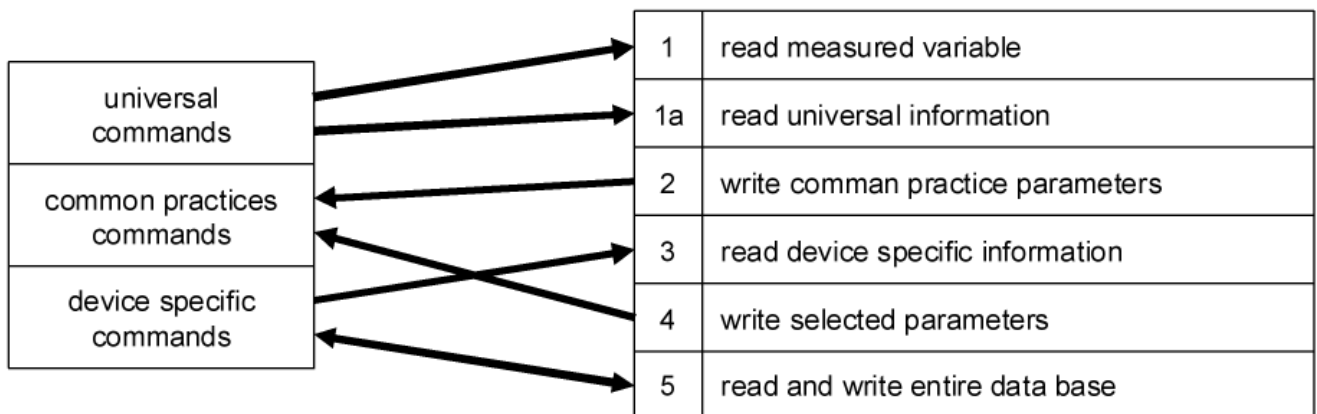 universal
commands
common practices
commands
device specific
commands
1 read measured variable
1a read universal information
2 write comman practice parameters
3 read device specific information
4 write selected parameters
5 read and write entire data base